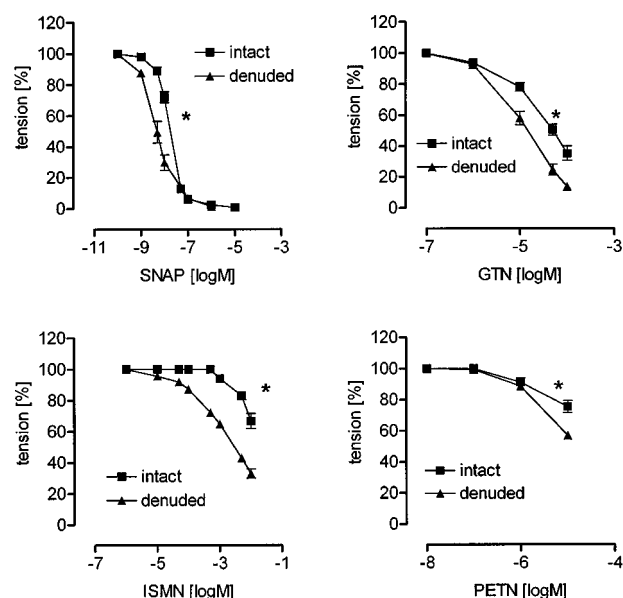 120
100
80
60
40
20
0
tension [%]
intact
denuded
*
-11
-9
-7
-5
-3
SNAP [logM]
120
100
80
60
40
20
0
tension [%]
intact
denuded
*
-7
-5
-3
GTN [logM]
120
100
80
60
40
20
0
tension [%]
intact
denuded
*
-7
-5
-3
-1
ISMN [logM]
120
100
80
60
40
20
0
tension [%]
intact
denuded
*
-8
-6
-4
PETN [logM]